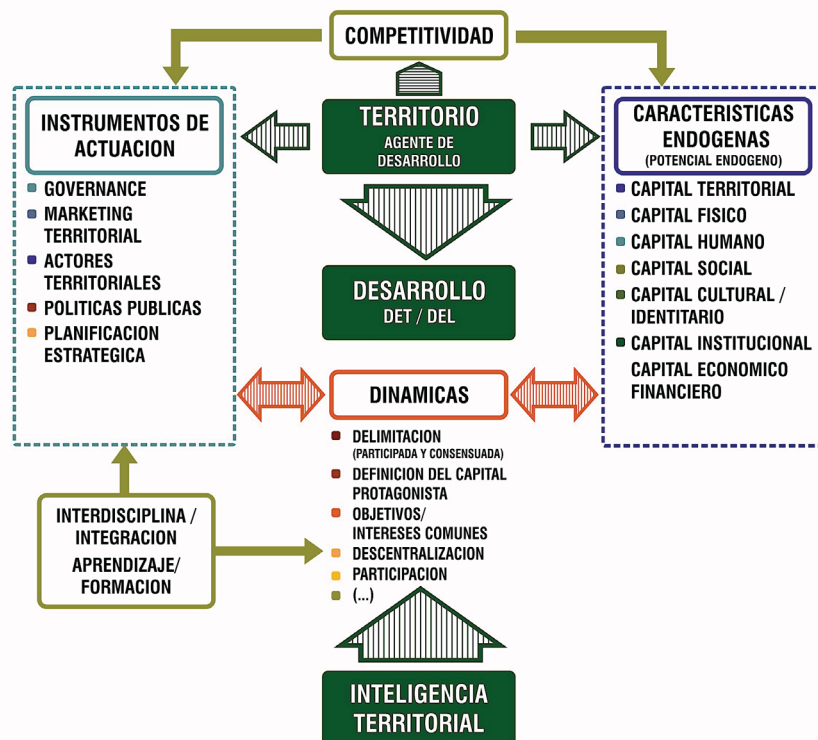 COMPETITIVIDAD
INSTRUMENTOS DE
ACTUACION
GOVERNANCE
MARKETING
TERRITORIAL
ACTORES
TERRITORIALES
POLITICAS PUBLICAS
PLANIFICACION
ESTRATEGICA
TERRITORIO
AGENTE DE
DESARROLLO
DESARROLLO
DET / DEL
CARACTERISTICAS
ENDOGENAS
(POTENCIAL ENDOGENO)
CAPITAL TERRITORIAL
CAPITAL FISICO
CAPITAL HUMANO
CAPITAL SOCIAL
CAPITAL CULTURAL /
IDENTITARIO
CAPITAL INSTITUCIONAL
CAPITAL ECONOMICO
FINANCIERO
DINAMICAS
DELIMITACION
(PARTICIPADA Y CONSENSUADA)
DEFINICION DEL CAPITAL
PROTAGONISTA
OBJETIVOS/
INTERESES COMUNES
DESCENTRALIZACION
PARTICIPACION
(...)
INTERDISCIPLINA /
INTEGRACION
APRENDIZAJE/
FORMACION
INTELIGENCIA
TERRITORIAL